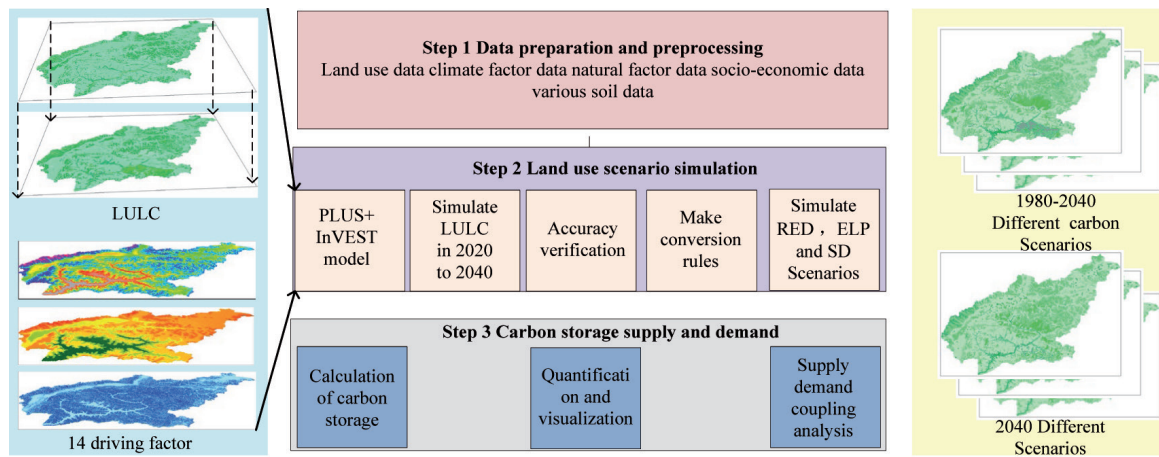 LULC
14 driving factor
Step 1 Data preparation and preprocessing
Land use data climate factor data natural factor data socio-economic data
various soil data
Step 2 Land use scenario simulation
PLUS+
InVEST
model
Simulate
LULC
in 2020
to 2040
Accuracy
verification
Make
conversion
rules
Simulate
RED ，ELP
and SD
Scenarios
Step 3 Carbon storage supply and demand
Calculation
of carbon
storage
Quantificati
on and
visualization
Supply
demand
coupling
analysis
1980-2040
Different carbon
Scenarios
2040 Different
Scenarios